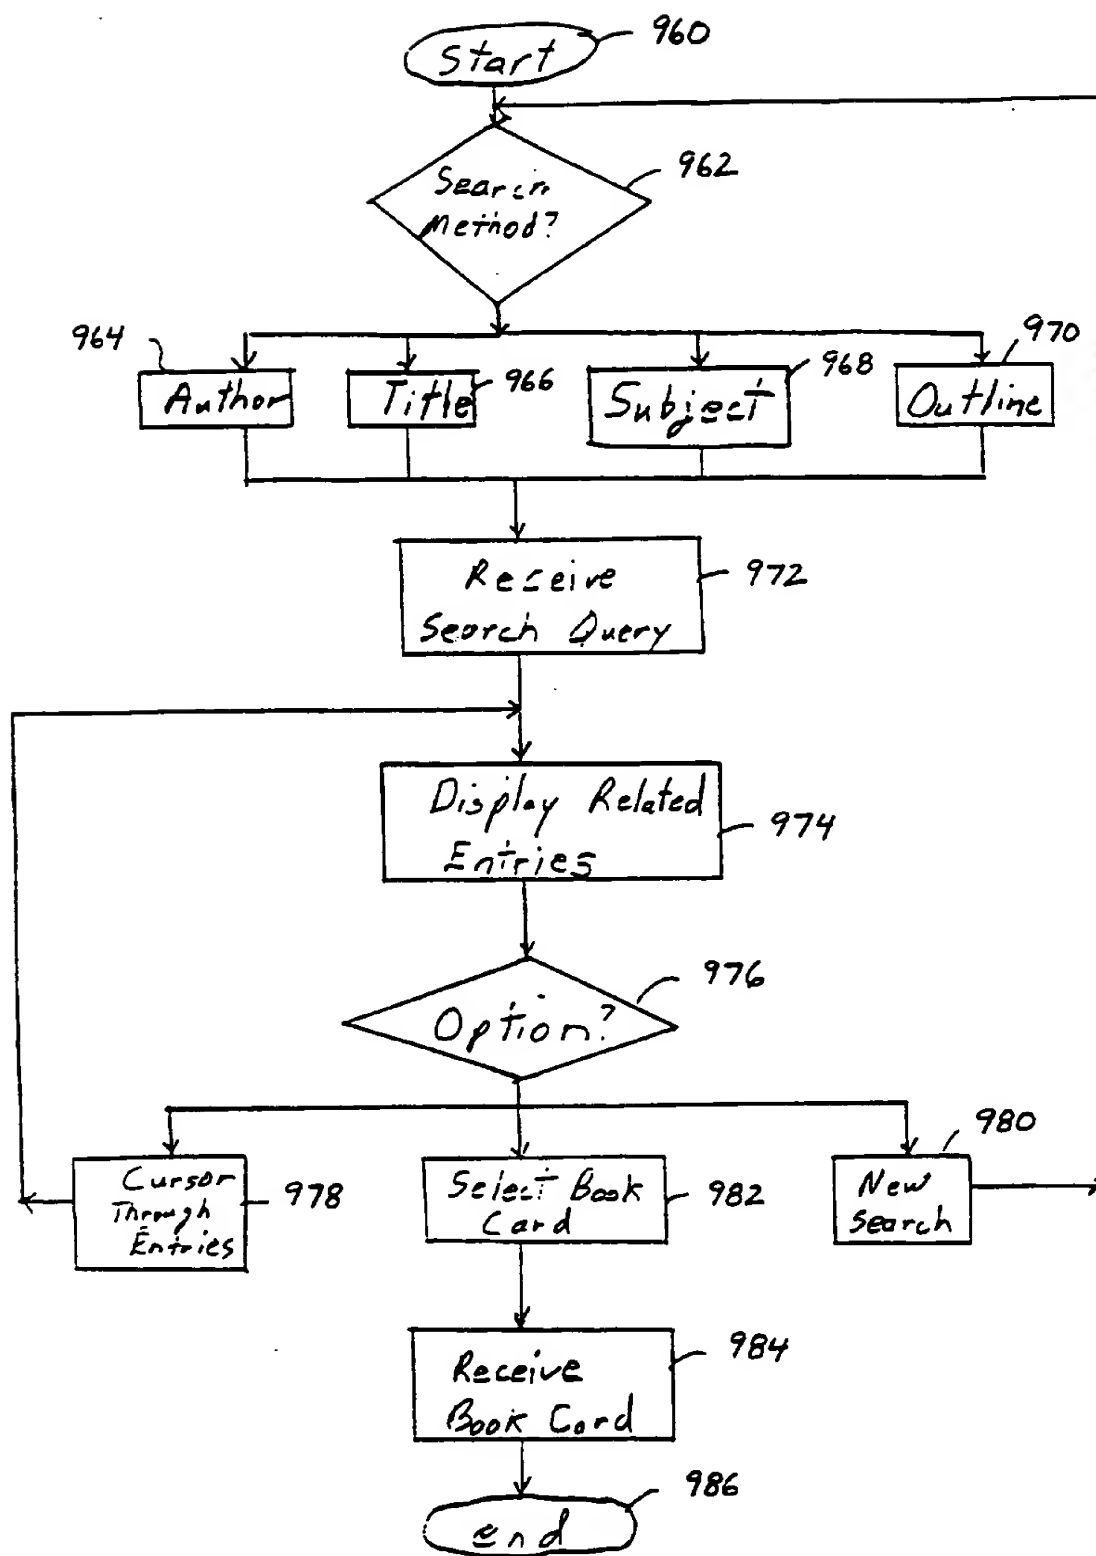 960
Start
962
Search
Method?
964
Author
966
Title
968
Subject
970
Outline
972
Receive
Search Query
974
Display Related
Entries
976
Option?
978
Cursor
Through
Entries
982
Select Book
Card
980
New
Search
984
Receive
Book Card
986
end